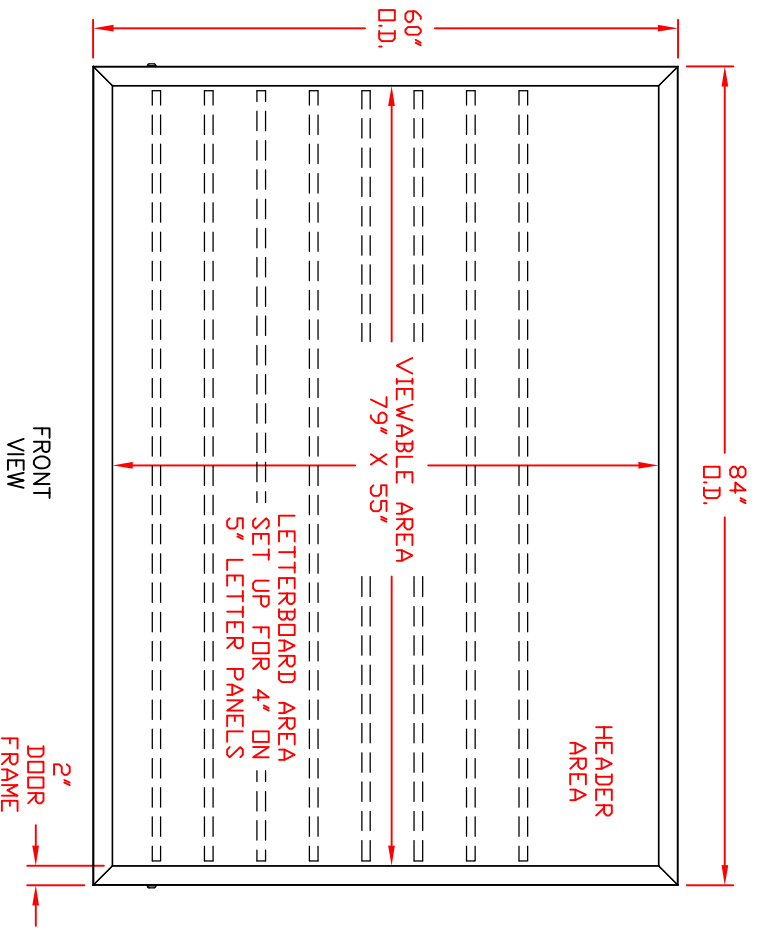 84"
O.D.
60"
O.D.
HEADER
AREA
VIEWABLE AREA
79" X 55"
LETTERBOARD AREA
SET UP FOR 4" ON
5" LETTER PANELS
2"
DOOR
FRAME
FRONT
VIEW